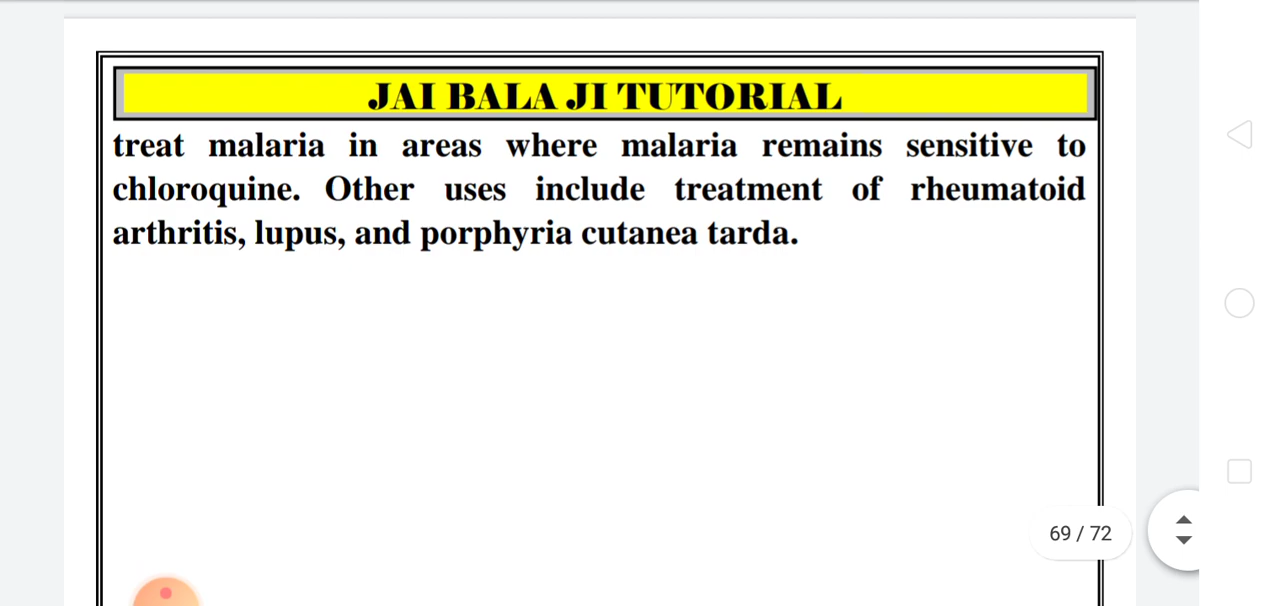 JAI BALA JI TUTORIAL
treat malaria in areas where malaria remains sensitive to
chloroquine. Other uses include treatment of rheumatoid
arthritis, lupus, and porphyria cutanea tarda.
69 / 72